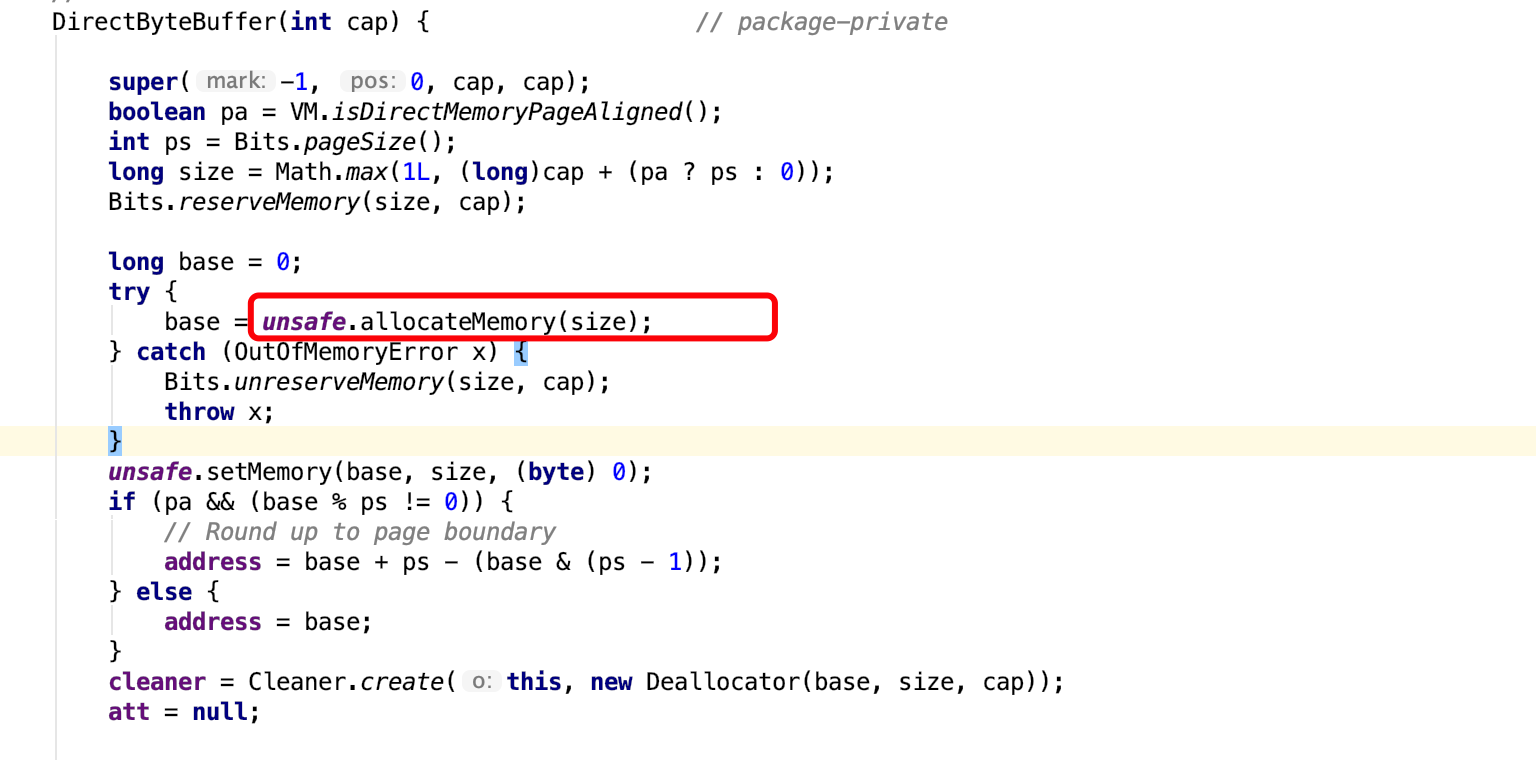 DirectByteBuffer(int cap) { // package-private
super( mark: -1, pos: 0, cap, cap);
boolean pa = VM.isDirectMemoryPageAligned();
int ps = Bits.pageSize();
long size = Math.max(1L, (long)cap + (pa ? ps : 0));
Bits.reserveMemory(size, cap);
long base = 0;
try {
base = unsafe.allocateMemory(size);
} catch (OutOfMemoryError x) {
Bits.unreserveMemory(size, cap);
throw x;
}
unsafe.setMemory(base, size, (byte) 0);
if (pa && (base % ps != 0)) {
// Round up to page boundary
address = base + ps - (base & (ps - 1));
} else {
address = base;
}
cleaner = Cleaner.create( o: this, new Deallocator(base, size, cap));
att = null;